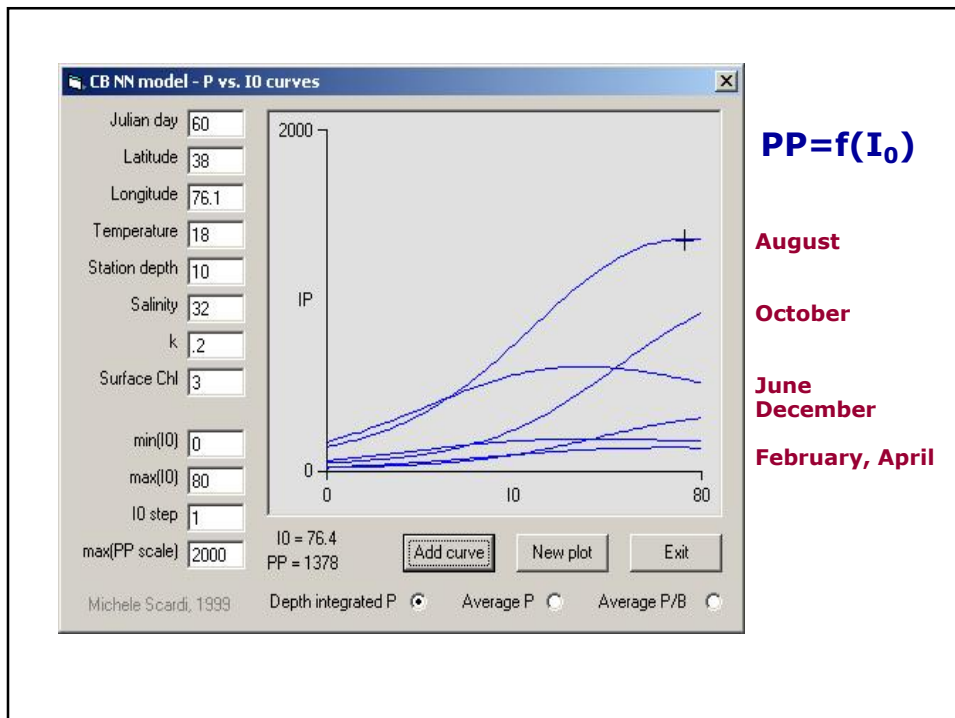 CB NN model - P vs. I0 curves
Julian day 60
Latitude 38
Longitude 76.1
Temperature 18
Station depth 10
Salinity 32
k .2
Surface Chl 3
min(I0) 0
max(I0) 80
I0 step 1
max(PP scale) 2000
Michele Scardi, 1999
2000
IP
0
0 I0 80
I0 = 76.4
PP = 1378
Add curve New plot Exit
Depth integrated P Average P Average P/B
PP=f(I₀)
August
October
June
December
February, April